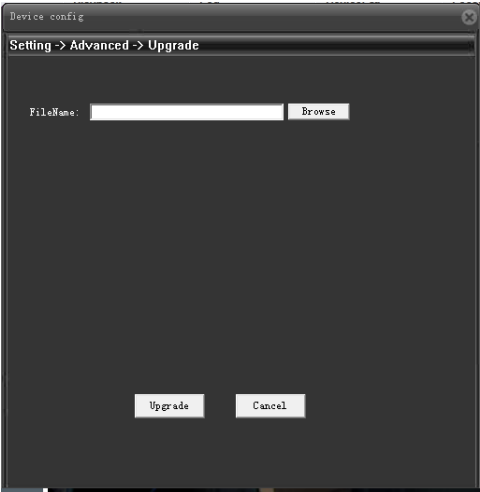 Device config
Setting -> Advanced -> Upgrade
FileName: Browse
Upgrade Cancel